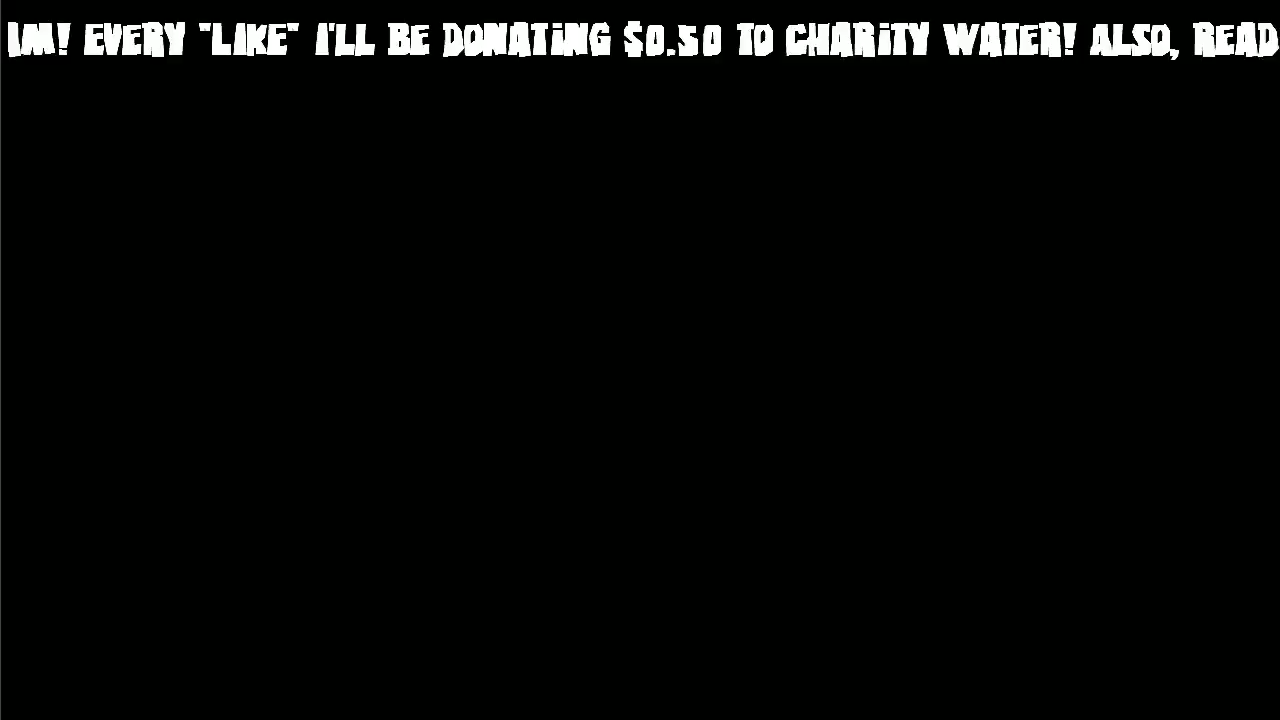 IM! EVERY "LIKE" I'LL BE DONATING $0.50 TO CHARITY WATER! ALSO, READ